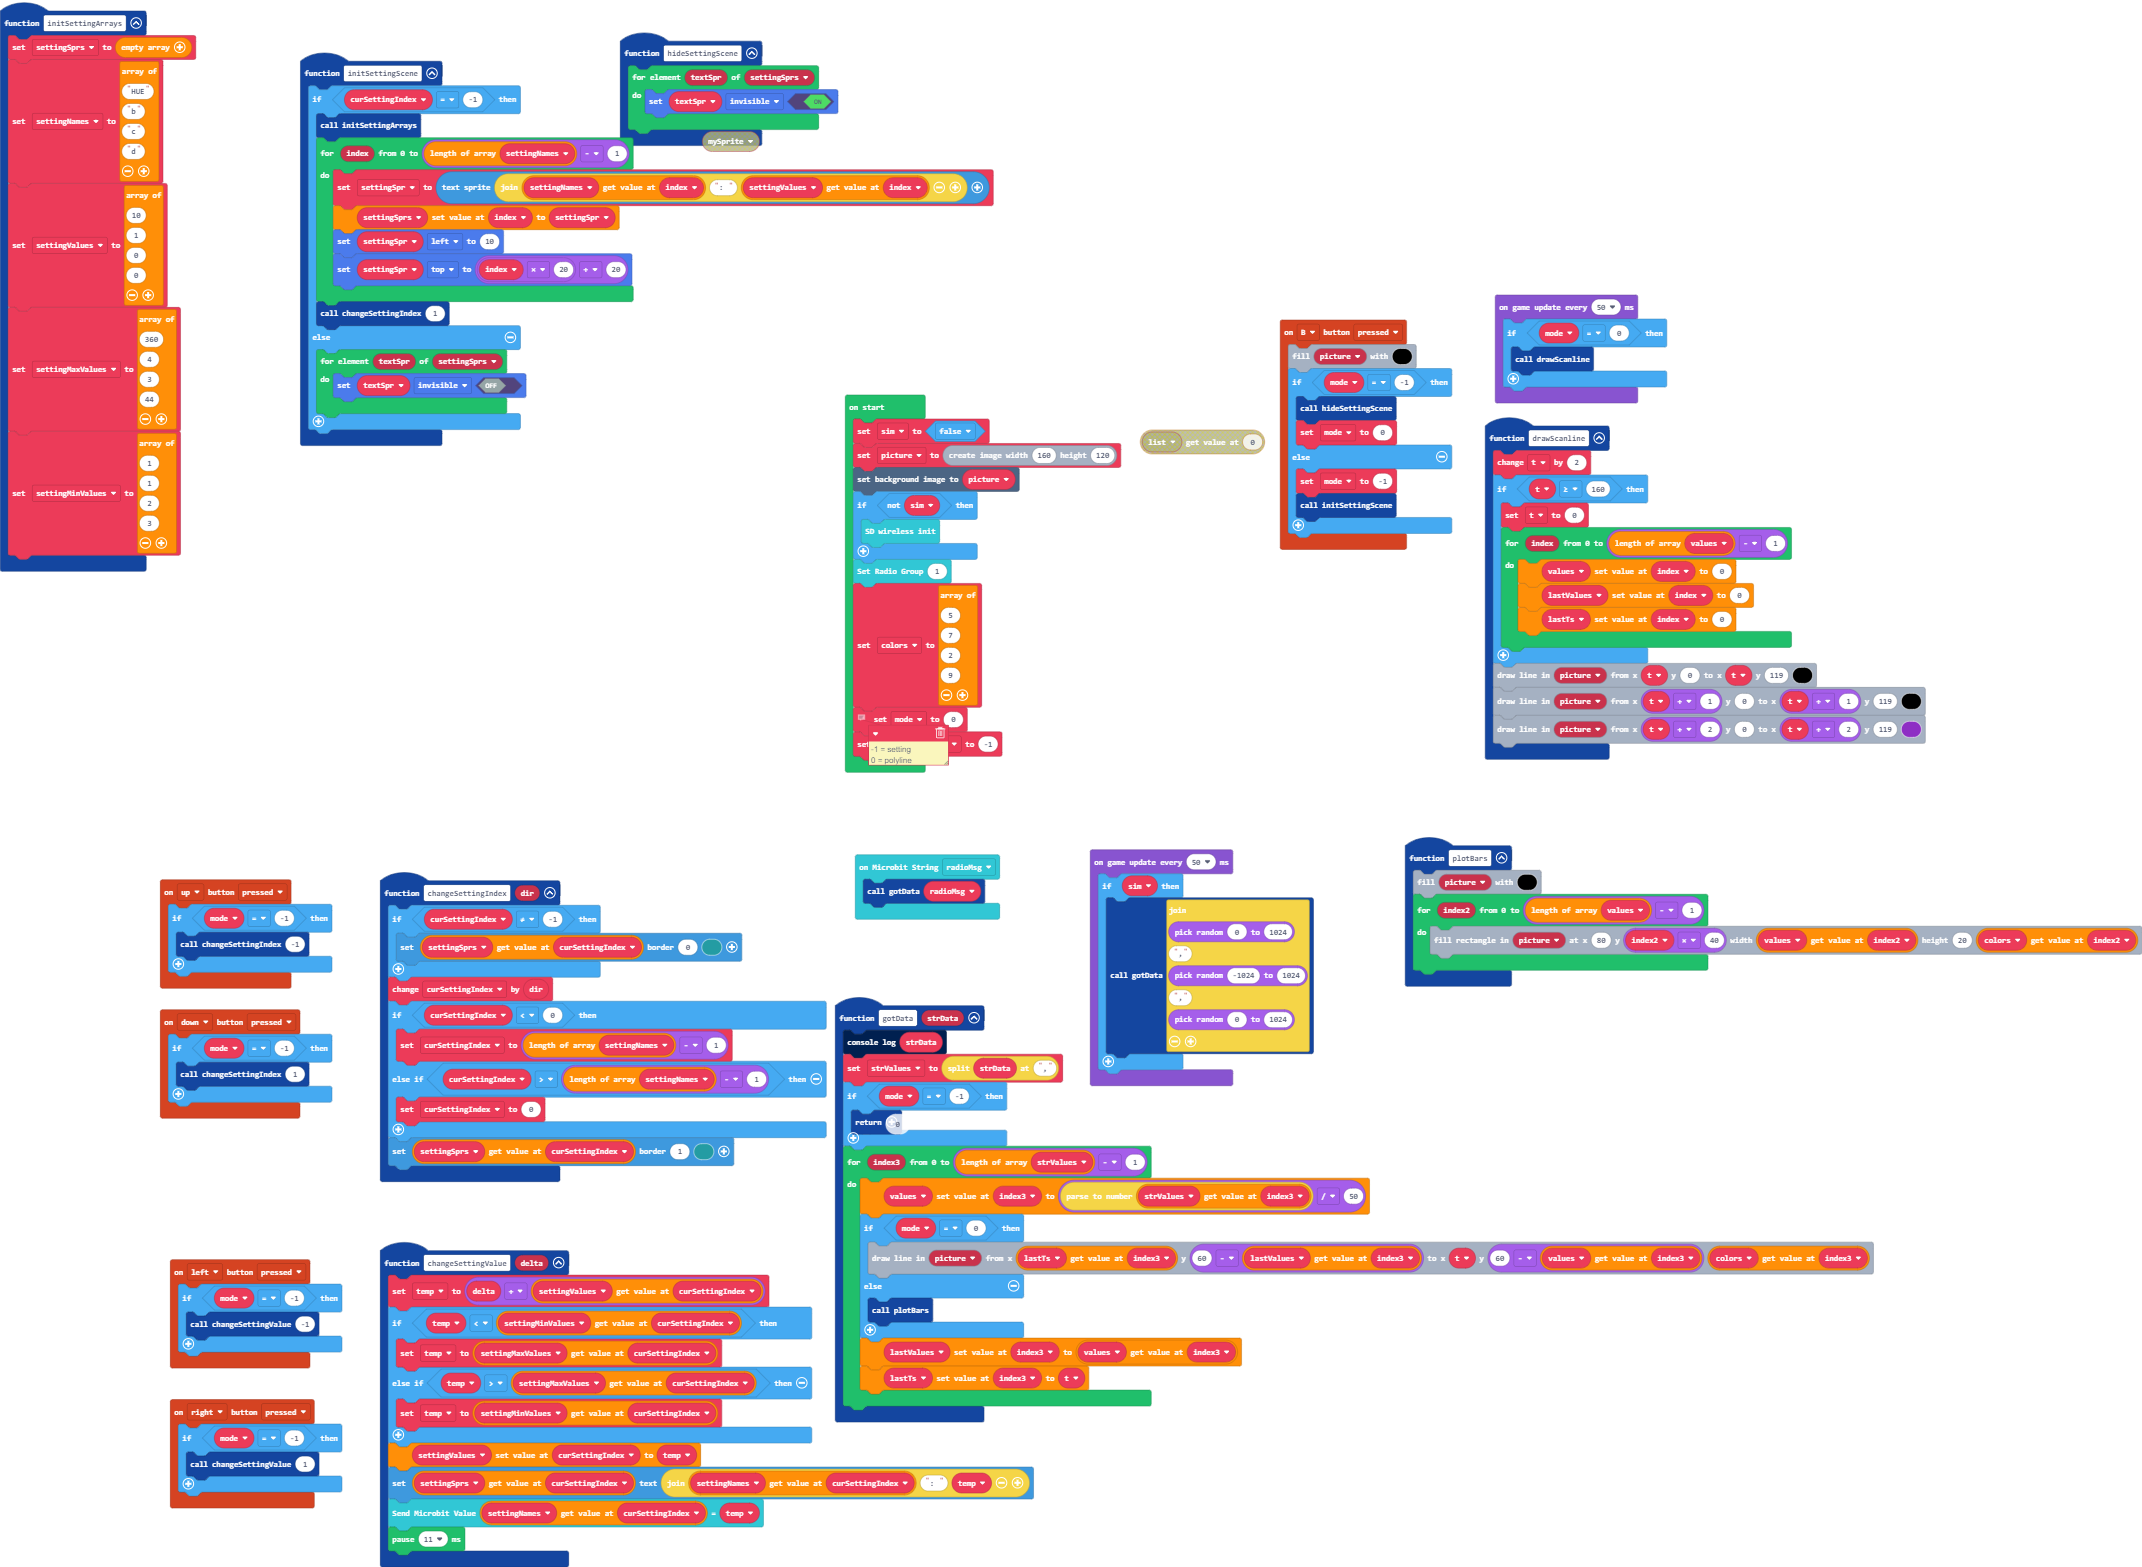 function initSettingArrays
set settingSprs to empty array
set settingNames to array of "HUE" "b" "c" "d"
set settingValues to array of 10 1 0 0
set settingMaxValues to array of 360 4 3 44
set settingMinValues to array of 1 1 2 3
function initSettingScene
if curSettingIndex = -1 then
call initSettingArrays
for index from 0 to length of array settingNames - 1
do
set settingSpr to text sprite join settingNames get value at index ": " settingValues get value at index
settingSprs set value at index to settingSpr
set settingSpr left to 10
set settingSpr top to index × 20 + 20
call changeSettingIndex 1
else
for element textSpr of settingSprs
do set textSpr invisible OFF
function hideSettingScene
for element textSpr of settingSprs
do set textSpr invisible ON
mySprite
on start
set sim to false
set picture to create image width 160 height 120
set background image to picture
if not sim then
SD wireless init
Set Radio Group 1
set colors to array of 5 7 2 9
set mode to 0
-1 = setting
0 = polyline
set to -1
list get value at 0
on B button pressed
fill picture with
if mode = -1 then
call hideSettingScene
set mode to 0
else
set mode to -1
call initSettingScene
on game update every 50 ms
if mode = 0 then
call drawScanline
function drawScanline
change t by 2
if t ≥ 160 then
set t to 0
for index from 0 to length of array values - 1
do
values set value at index to 0
lastValues set value at index to 0
lastTs set value at index to 0
draw line in picture from x t y 0 to x t y 119
draw line in picture from x t + 1 y 0 to x t + 1 y 119
draw line in picture from x t + 2 y 0 to x t + 2 y 119
on up button pressed
if mode = -1 then
call changeSettingIndex -1
on down button pressed
if mode = -1 then
call changeSettingIndex 1
function changeSettingIndex dir
if curSettingIndex ≠ -1 then
set settingSprs get value at curSettingIndex border 0
change curSettingIndex by dir
if curSettingIndex < 0 then
set curSettingIndex to length of array settingNames - 1
else if curSettingIndex > length of array settingNames - 1 then
set curSettingIndex to 0
set settingSprs get value at curSettingIndex border 1
on Microbit String radioMsg
call gotData radioMsg
on game update every 50 ms
if sim then
call gotData join
pick random 0 to 1024
","
pick random -1024 to 1024
","
pick random 0 to 1024
function plotBars
fill picture with
for index2 from 0 to length of array values - 1
do
fill rectangle in picture at x 80 y index2 × 40 width values get value at index2 height 20 colors get value at index2
function gotData strData
console log strData
set strValues to split strData at ","
if mode = -1 then
return 0
for index3 from 0 to length of array strValues - 1
do
values set value at index3 to parse to number strValues get value at index3 / 50
if mode = 0 then
draw line in picture from x lastTs get value at index3 y 60 - lastValues get value at index3 to x t y 60 - values get value at index3 colors get value at index3
else
call plotBars
lastValues set value at index3 to values get value at index3
lastTs set value at index3 to t
on left button pressed
if mode = -1 then
call changeSettingValue -1
on right button pressed
if mode = -1 then
call changeSettingValue 1
function changeSettingValue delta
set temp to delta + settingValues get value at curSettingIndex
if temp < settingMinValues get value at curSettingIndex then
set temp to settingMaxValues get value at curSettingIndex
else if temp > settingMaxValues get value at curSettingIndex then
set temp to settingMinValues get value at curSettingIndex
settingValues set value at curSettingIndex to temp
set settingSprs get value at curSettingIndex text join settingNames get value at curSettingIndex ": " temp
Send Microbit Value settingNames get value at curSettingIndex = temp
pause 11 ms